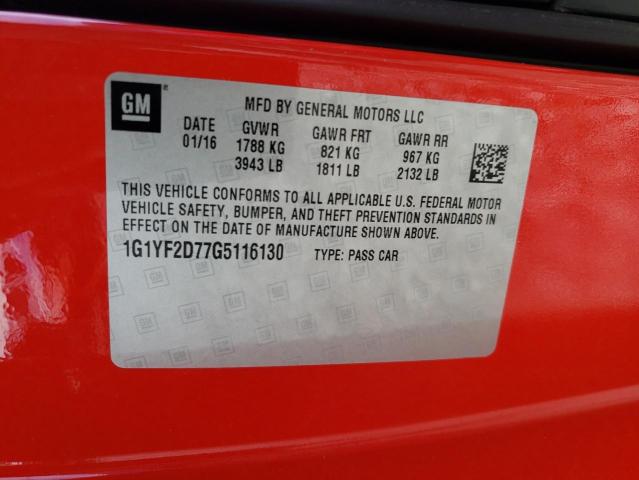 GM ®
MFD BY GENERAL MOTORS LLC
DATE GVWR GAWR FRT GAWR RR
01/16 1788 KG 821 KG 967 KG
3943 LB 1811 LB 2132 LB
THIS VEHICLE CONFORMS TO ALL APPLICABLE U.S. FEDERAL MOTOR
VEHICLE SAFETY, BUMPER, AND THEFT PREVENTION STANDARDS IN
EFFECT ON THE DATE OF MANUFACTURE SHOWN ABOVE.
1G1YF2D77G5116130 TYPE: PASS CAR